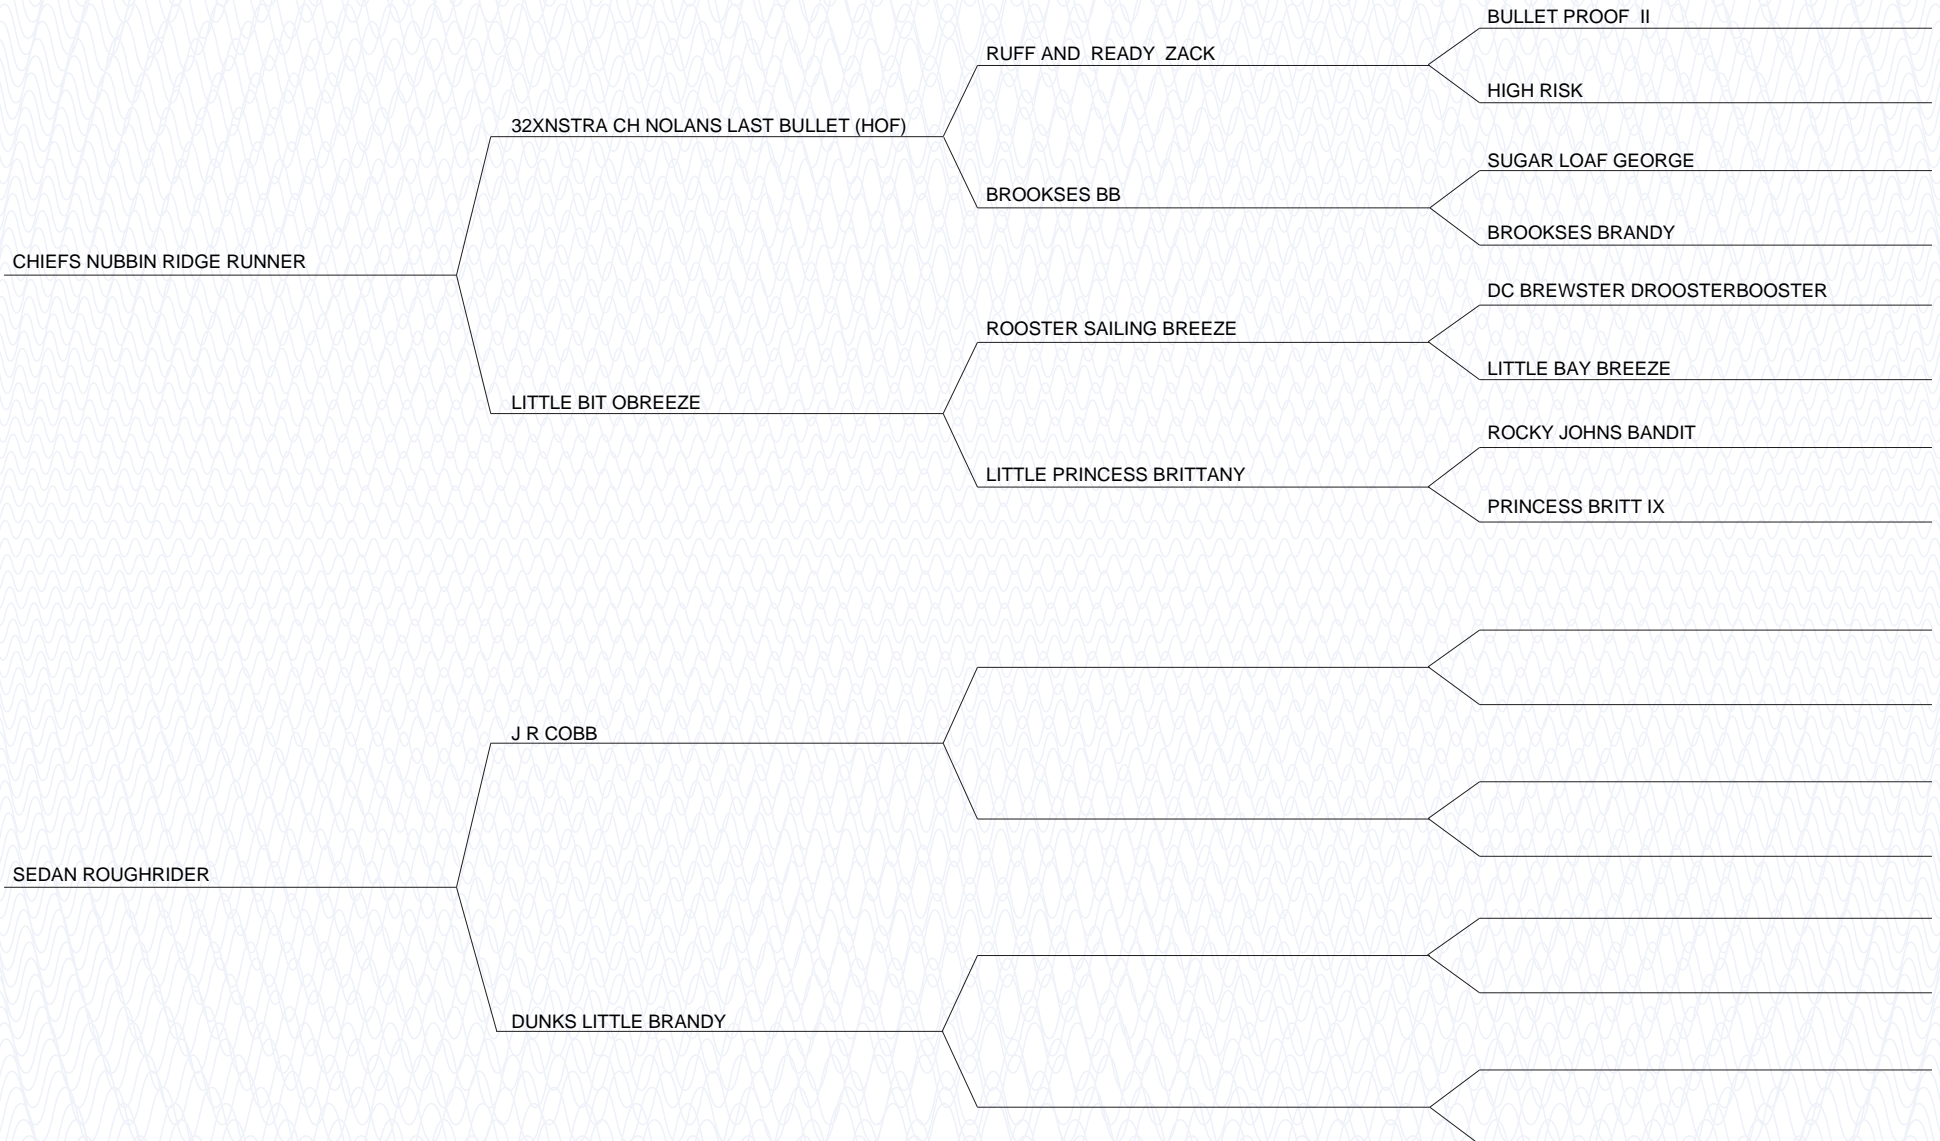 BULLET PROOF  II
RUFF AND  READY  ZACK
HIGH RISK
32XNSTRA CH NOLANS LAST BULLET (HOF)
SUGAR LOAF GEORGE
BROOKSES BB
BROOKSES BRANDY
CHIEFS NUBBIN RIDGE RUNNER
DC BREWSTER DROOSTERBOOSTER
ROOSTER SAILING BREEZE
LITTLE BAY BREEZE
LITTLE BIT OBREEZE
ROCKY JOHNS BANDIT
LITTLE PRINCESS BRITTANY
PRINCESS BRITT IX
J R COBB
SEDAN ROUGHRIDER
DUNKS LITTLE BRANDY